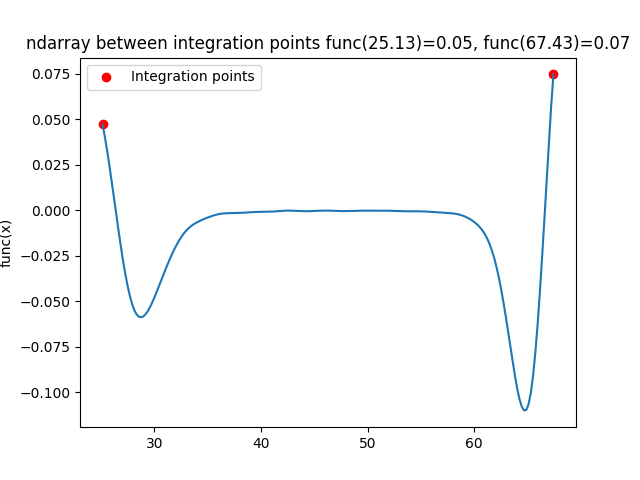 ndarray between integration points func(25.13)=0.05, func(67.43)=0.07
Integration points
func(x)
0.075
0.050
0.025
0.000
−0.025
−0.050
−0.075
−0.100
30 40 50 60